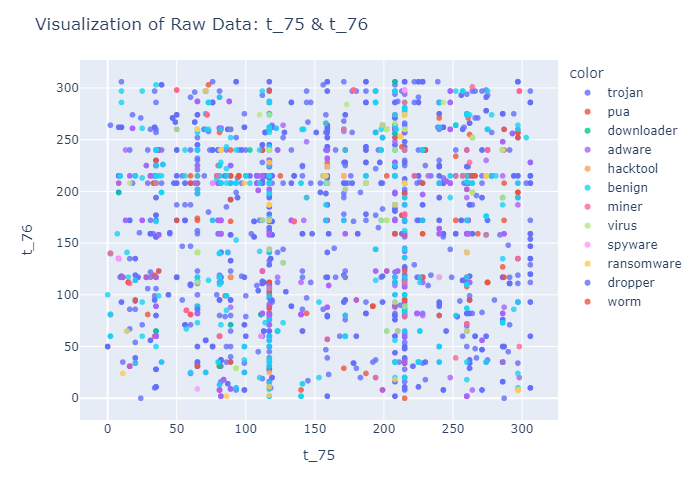 Visualization of Raw Data: t_75 & t_76
color
trojan
pua
downloader
adware
hacktool
benign
miner
virus
spyware
ransomware
dropper
worm
300
250
200
150
100
50
0
t_76
0 50 100 150 200 250 300
t_75